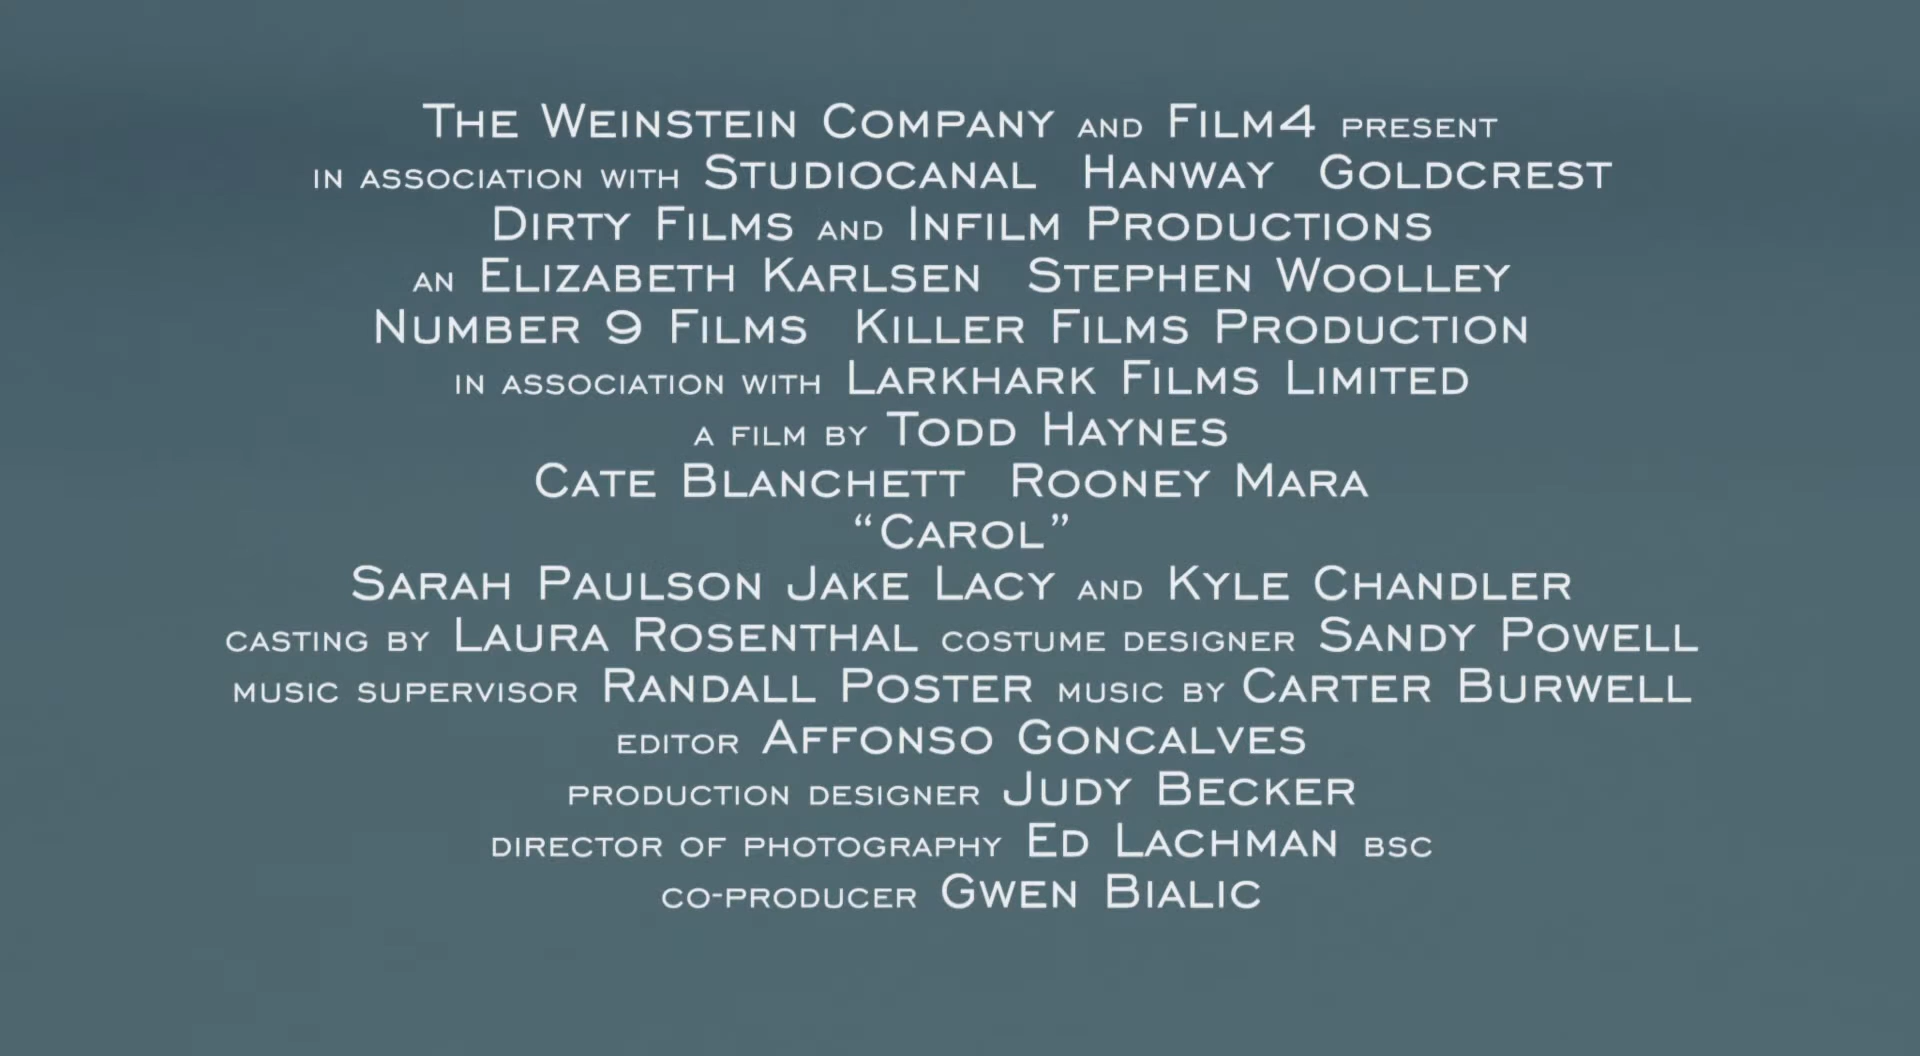 The Weinstein Company and Film4 present
in association with Studiocanal Hanway Goldcrest
Dirty Films and Infilm Productions
an Elizabeth Karlsen Stephen Woolley
Number 9 Films Killer Films Production
in association with Larkhark Films Limited
a film by Todd Haynes
Cate Blanchett Rooney Mara
“Carol”
Sarah Paulson Jake Lacy and Kyle Chandler
casting by Laura Rosenthal costume designer Sandy Powell
music supervisor Randall Poster music by Carter Burwell
editor Affonso Goncalves
production designer Judy Becker
director of photography Ed Lachman bsc
co-producer Gwen Bialic